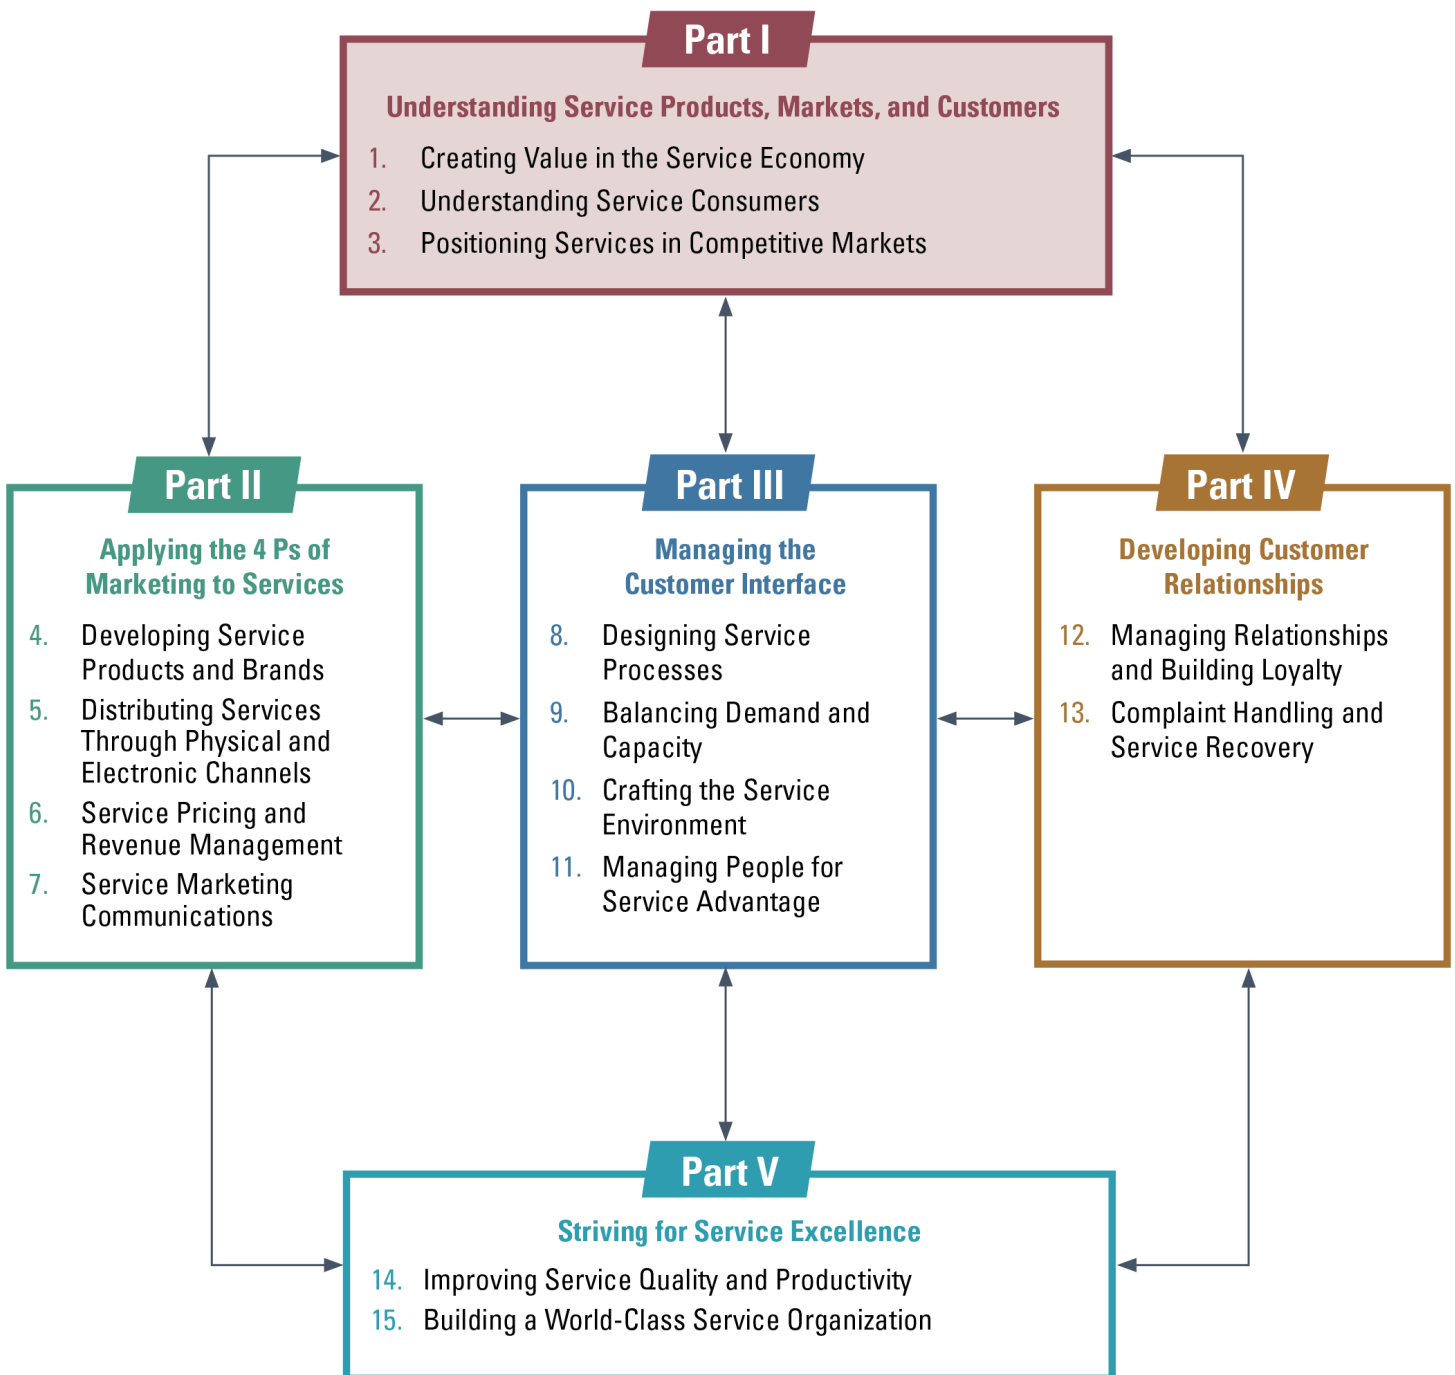 Part I
Understanding Service Products, Markets, and Customers
1. Creating Value in the Service Economy
2. Understanding Service Consumers
3. Positioning Services in Competitive Markets
Part II
Applying the 4 Ps of
Marketing to Services
4. Developing Service
Products and Brands
5. Distributing Services
Through Physical and
Electronic Channels
6. Service Pricing and
Revenue Management
7. Service Marketing
Communications
Part III
Managing the
Customer Interface
8. Designing Service
Processes
9. Balancing Demand and
Capacity
10. Crafting the Service
Environment
11. Managing People for
Service Advantage
Part IV
Developing Customer
Relationships
12. Managing Relationships
and Building Loyalty
13. Complaint Handling and
Service Recovery
Part V
Striving for Service Excellence
14. Improving Service Quality and Productivity
15. Building a World-Class Service Organization